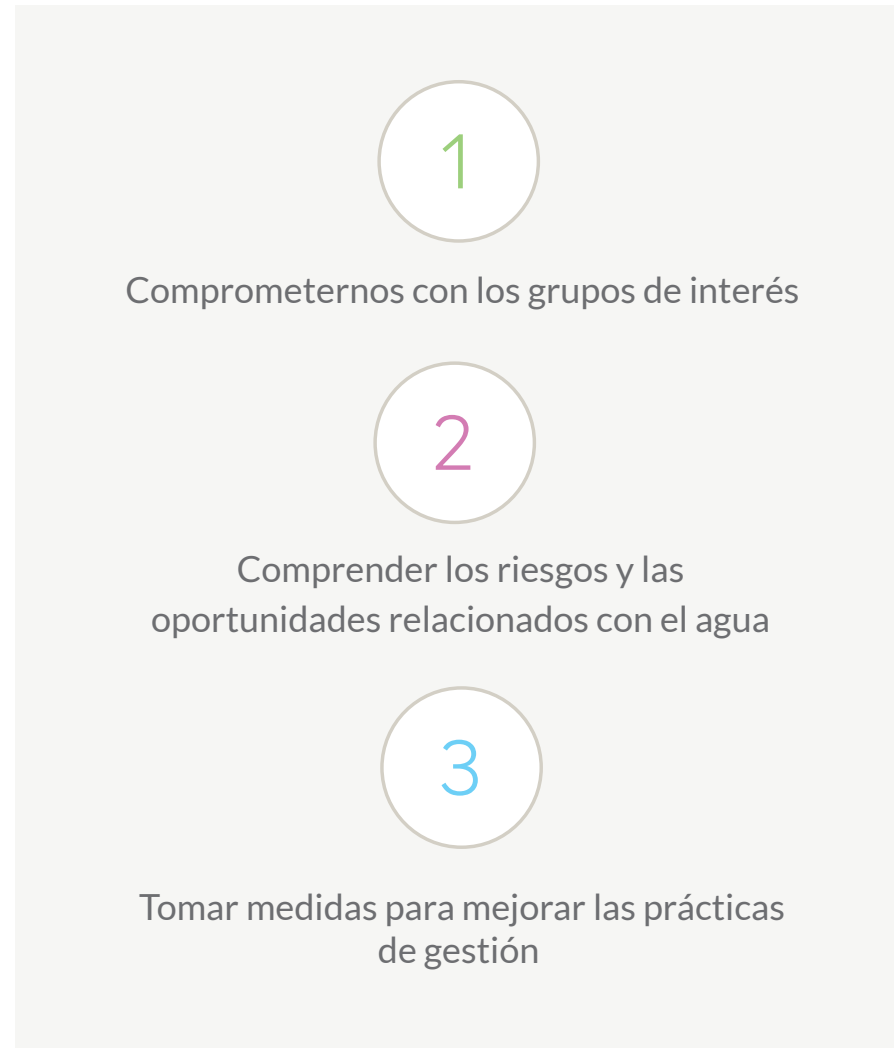 1
Comprometernos con los grupos de interés
2
Comprender los riesgos y las
oportunidades relacionados con el agua
3
Tomar medidas para mejorar las prácticas
de gestión